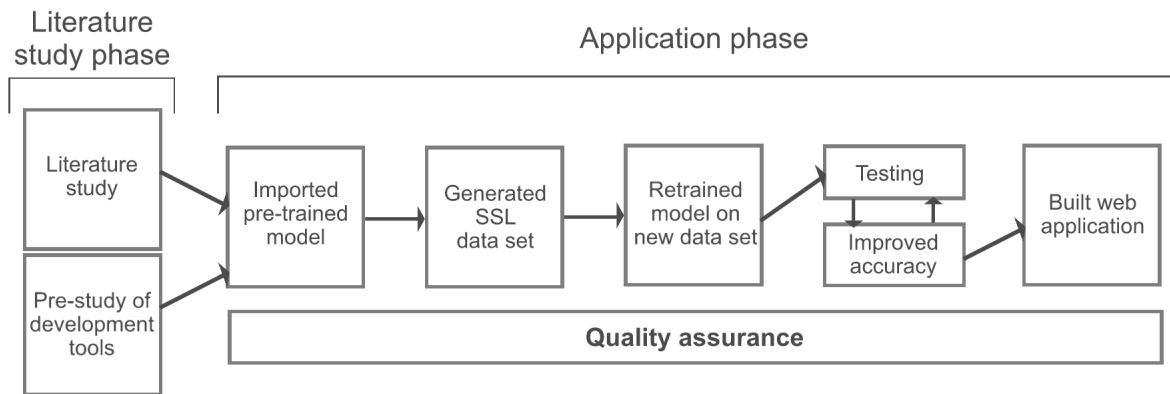 Literature
study phase
Application phase
Literature
study
Pre-study of
development
tools
Imported
pre-trained
model
Generated
SSL
data set
Retrained
model on
new data set
Testing
Improved
accuracy
Built web
application
Quality assurance